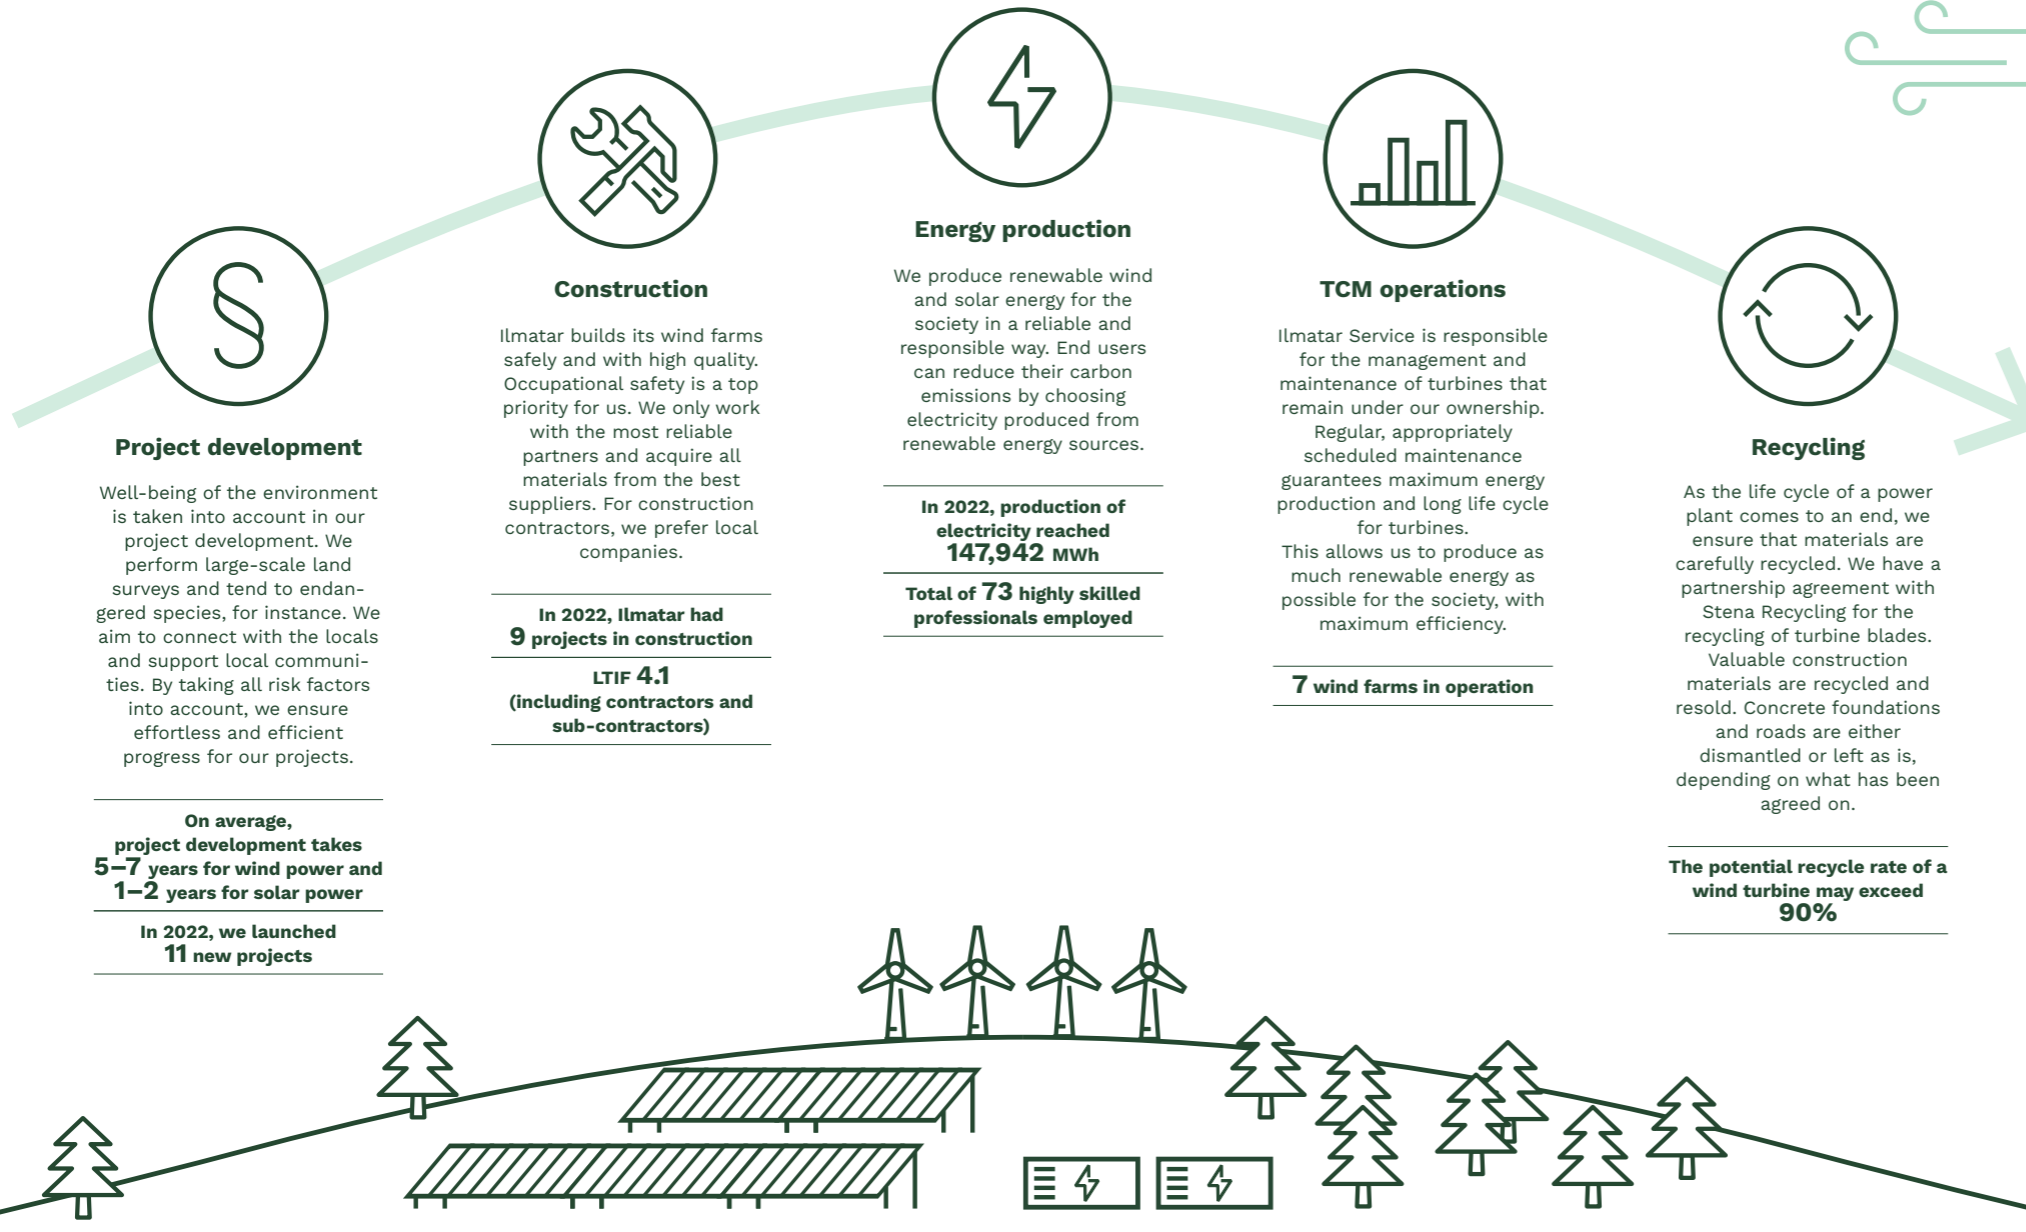 Project development
Well-being of the environment
is taken into account in our
project development. We
perform large-scale land
surveys and tend to endan-
gered species, for instance. We
aim to connect with the locals
and support local communi-
ties. By taking all risk factors
into account, we ensure
effortless and efficient
progress for our projects.
On average,
project development takes
5–7 years for wind power and
1–2 years for solar power
In 2022, we launched
11 new projects
Construction
Ilmatar builds its wind farms
safely and with high quality.
Occupational safety is a top
priority for us. We only work
with the most reliable
partners and acquire all
materials from the best
suppliers. For construction
contractors, we prefer local
companies.
In 2022, Ilmatar had
9 projects in construction
LTIF 4.1
(including contractors and
sub-contractors)
Energy production
We produce renewable wind
and solar energy for the
society in a reliable and
responsible way. End users
can reduce their carbon
emissions by choosing
electricity produced from
renewable energy sources.
In 2022, production of
electricity reached
147,942 MWh
Total of 73 highly skilled
professionals employed
TCM operations
Ilmatar Service is responsible
for the management and
maintenance of turbines that
remain under our ownership.
Regular, appropriately
scheduled maintenance
guarantees maximum energy
production and long life cycle
for turbines.
This allows us to produce as
much renewable energy as
possible for the society, with
maximum efficiency.
7 wind farms in operation
Recycling
As the life cycle of a power
plant comes to an end, we
ensure that materials are
carefully recycled. We have a
partnership agreement with
Stena Recycling for the
recycling of turbine blades.
Valuable construction
materials are recycled and
resold. Concrete foundations
and roads are either
dismantled or left as is,
depending on what has been
agreed on.
The potential recycle rate of a
wind turbine may exceed
90%